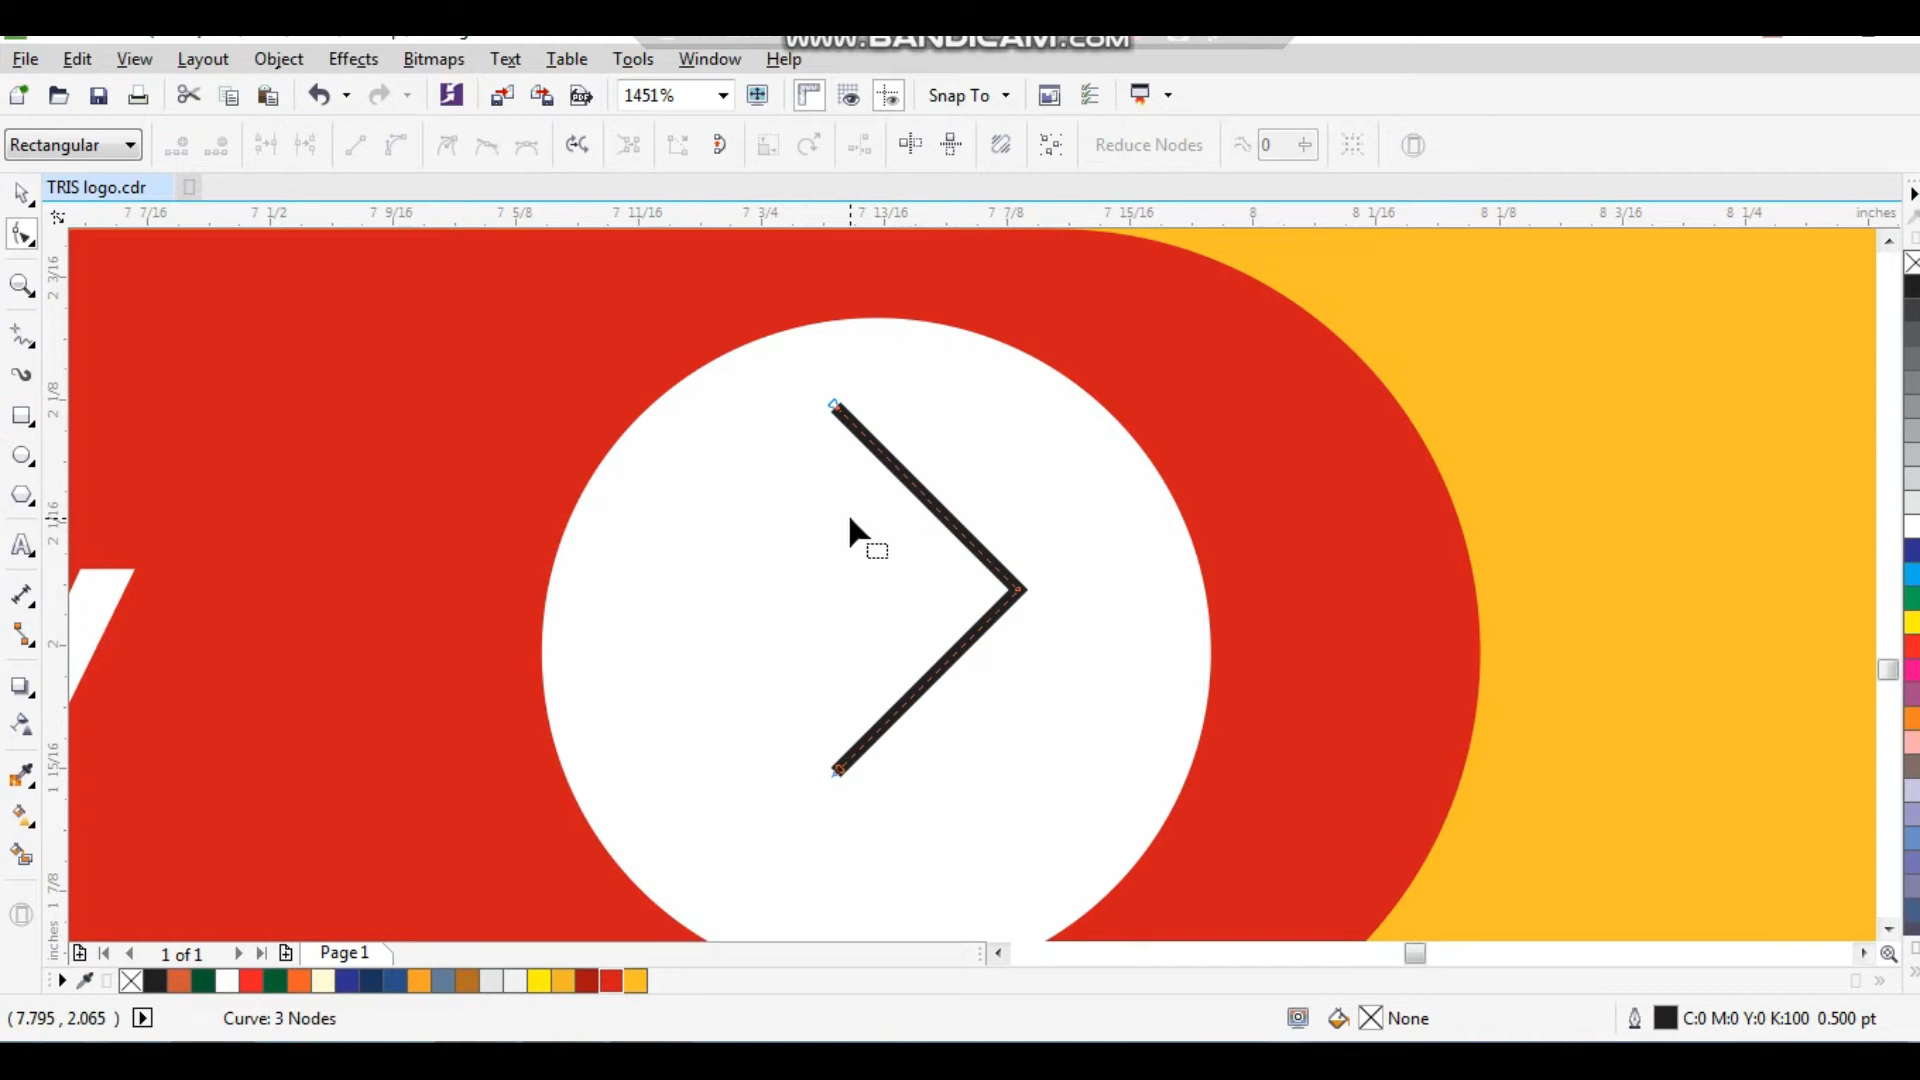 www.BANDICAM.com
File Edit View Layout Object Effects Bitmaps Text Table Tools Window Help
1451% Snap To
Rectangular Reduce Nodes 0
TRIS logo.cdr
7 7/16 7 1/2 7 9/16 7 5/8 7 11/16 7 3/4 7 13/16 7 7/8 7 15/16 8 8 1/16 8 1/8 8 3/16 8 1/4 inches
2 3/16
2 1/8
2 1/16
2
1 15/16
1 7/8
inches
1 of 1 Page 1
(7.795 , 2.065 ) Curve: 3 Nodes None C:0 M:0 Y:0 K:100 0.500 pt